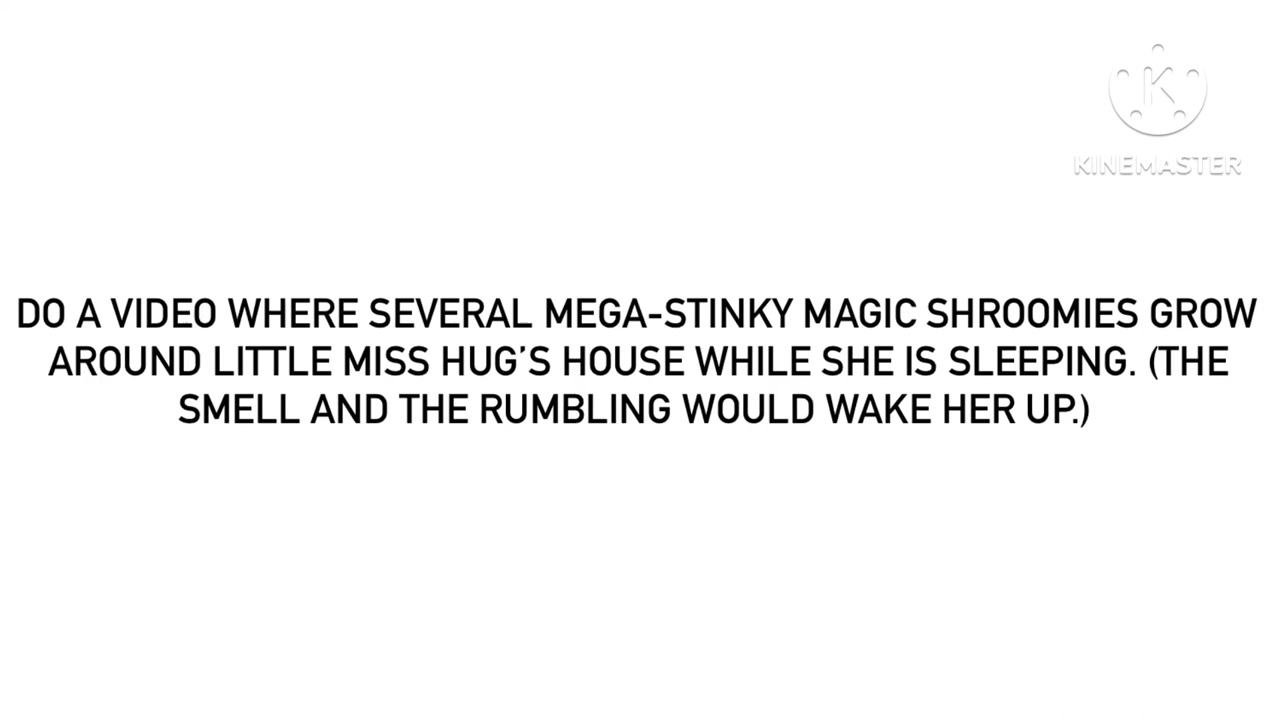 KINEMASTER
DO A VIDEO WHERE SEVERAL MEGA-STINKY MAGIC SHROOMIES GROW
AROUND LITTLE MISS HUG’S HOUSE WHILE SHE IS SLEEPING. (THE
SMELL AND THE RUMBLING WOULD WAKE HER UP.)